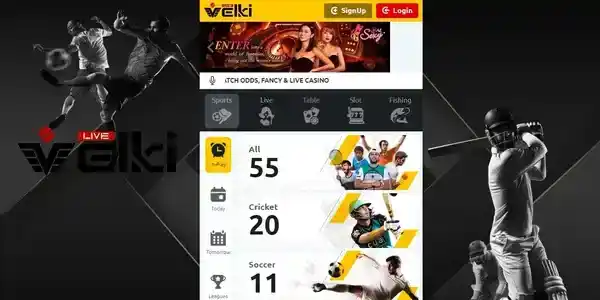 LIVE
Velki
SignUp
Login
ENTER
ITCH ODDS, FANCY & LIVE CASINO
Sports
Live
Table
Slot
Fishing
All
55
LIVE
Velki
Today
Cricket
20
Tomorrow
Soccer
11
Leagues